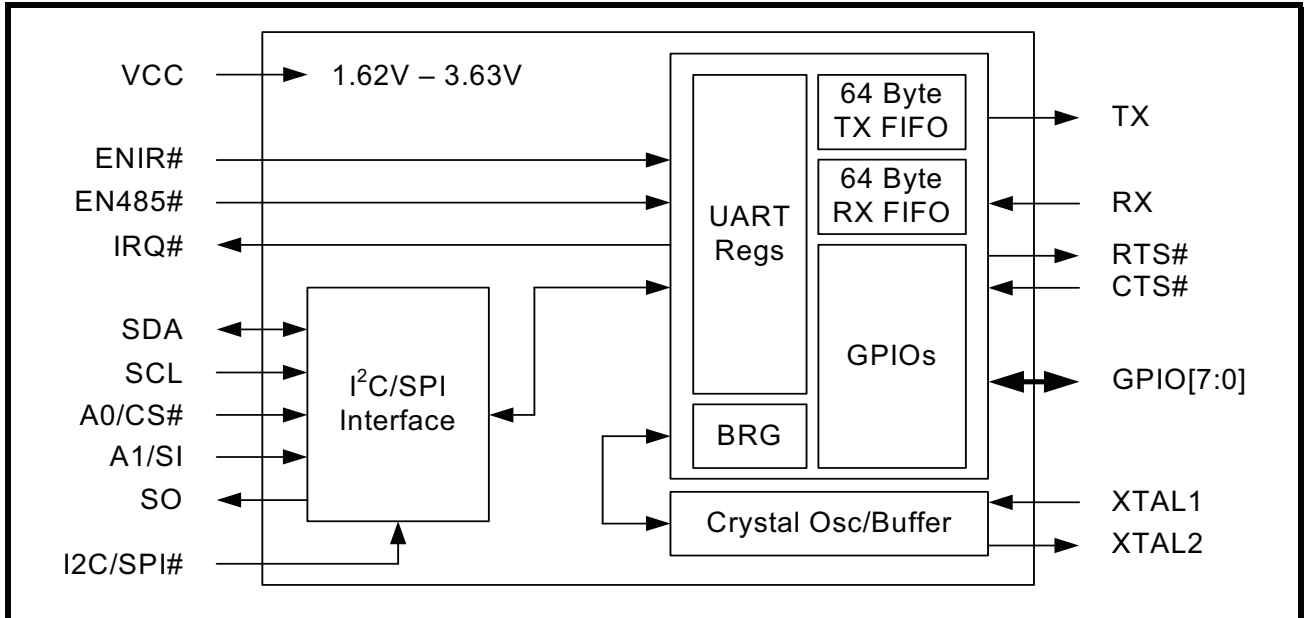 VCC
1.62V – 3.63V
ENIR#
EN485#
IRQ#
SDA
SCL
A0/CS#
A1/SI
SO
I2C/SPI#
I²C/SPI
Interface
UART
Regs
64 Byte
TX FIFO
64 Byte
RX FIFO
GPIOs
BRG
Crystal Osc/Buffer
TX
RX
RTS#
CTS#
GPIO[7:0]
XTAL1
XTAL2